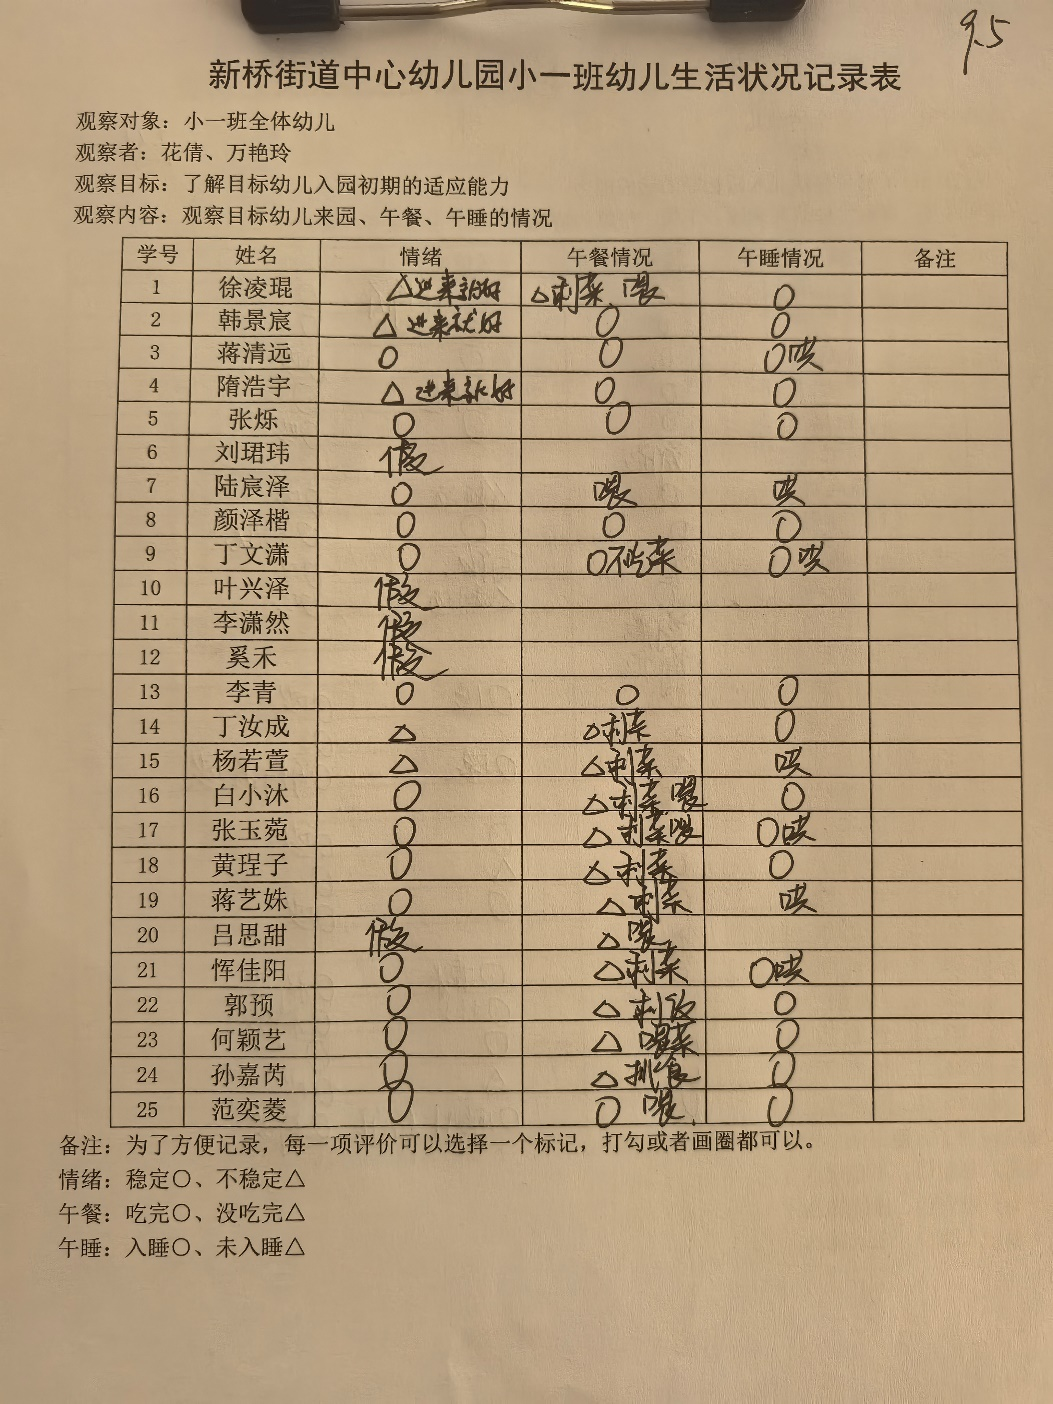 9.5
新桥街道中心幼儿园小一班幼儿生活状况记录表
观察对象：小一班全体幼儿
观察者：花倩、万艳玲
观察目标：了解目标幼儿入园初期的适应能力
观察内容：观察目标幼儿来园、午餐、午睡的情况
学号 姓名 情绪 午餐情况 午睡情况 备注
1 徐凌琨 △进来就好 △剩菜、喂 〇
2 韩景宸 △进来就好 〇 〇
3 蒋清远 〇 〇 〇哄
4 隋浩宇 △进来就好 〇 〇
5 张烁 〇 〇 〇
6 刘珺玮 假
7 陆宸泽 〇 喂 哄
8 颜泽楷 〇 〇 〇
9 丁文潇 〇 〇不吃菜 〇哄
10 叶兴泽 假
11 李潇然 假
12 奚禾 假
13 李青 〇 〇 〇
14 丁汝成 △ △剩菜 〇
15 杨若萱 △ △剩菜 哄
16 白小沐 〇 △剩菜喂 〇
17 张玉菀 〇 △剩菜喂 〇哄
18 黄珵子 〇 △剩菜 〇
19 蒋艺姝 〇 △剩菜 哄
20 吕思甜 假 △喂
21 恽佳阳 〇 △剩菜 〇哄
22 郭预 〇 △剩饭 〇
23 何颖艺 〇 △喂菜 〇
24 孙嘉芮 〇 △挑食 〇
25 范奕菱 〇 〇喂 〇
备注：为了方便记录，每一项评价可以选择一个标记，打勾或者画圈都可以。
情绪：稳定〇、不稳定△
午餐：吃完〇、没吃完△
午睡：入睡〇、未入睡△